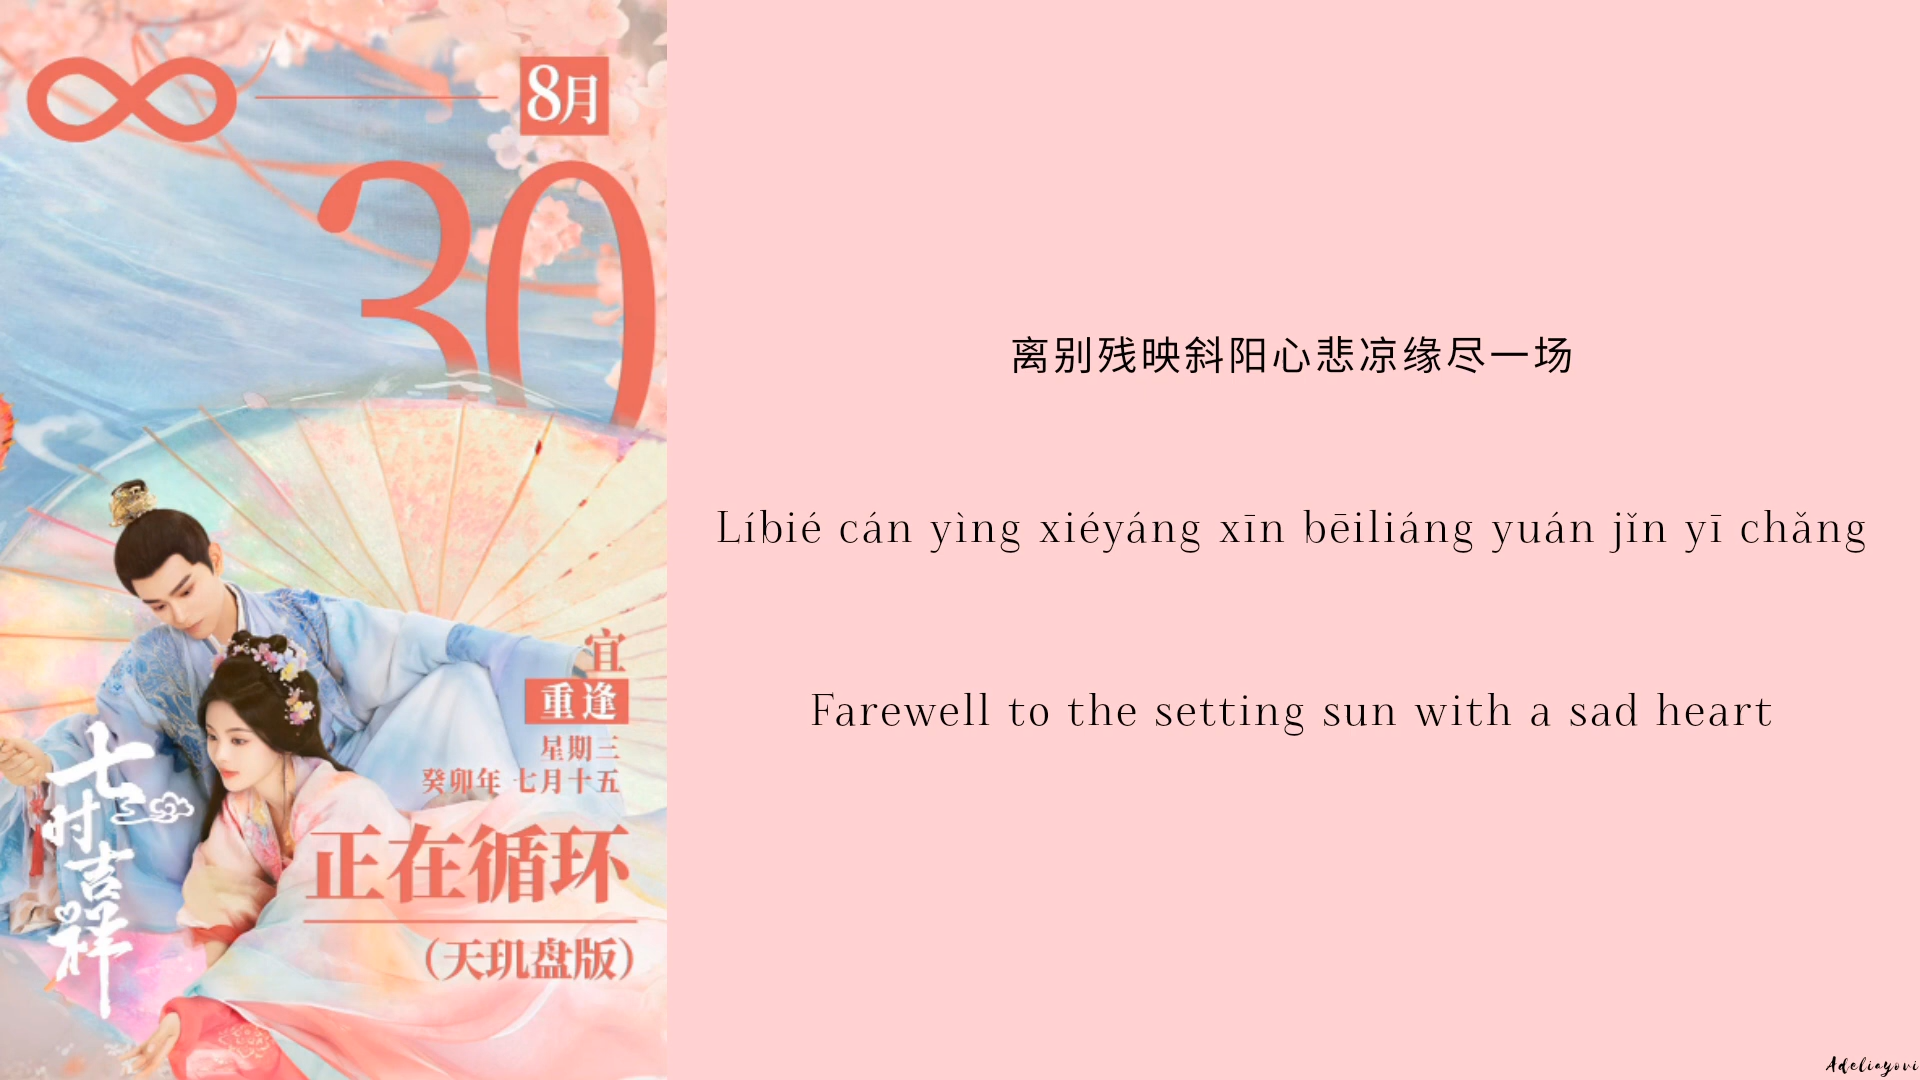 ∞
8月
30
宜
重逢
星期三
癸卯年 七月十五
七时吉祥
正在循环
(天玑盘版)
离别残映斜阳心悲凉缘尽一场
Líbié cán yìng xiéyáng xīn bēiliáng yuán jǐn yī chǎng
Farewell to the setting sun with a sad heart
Adeliayovi